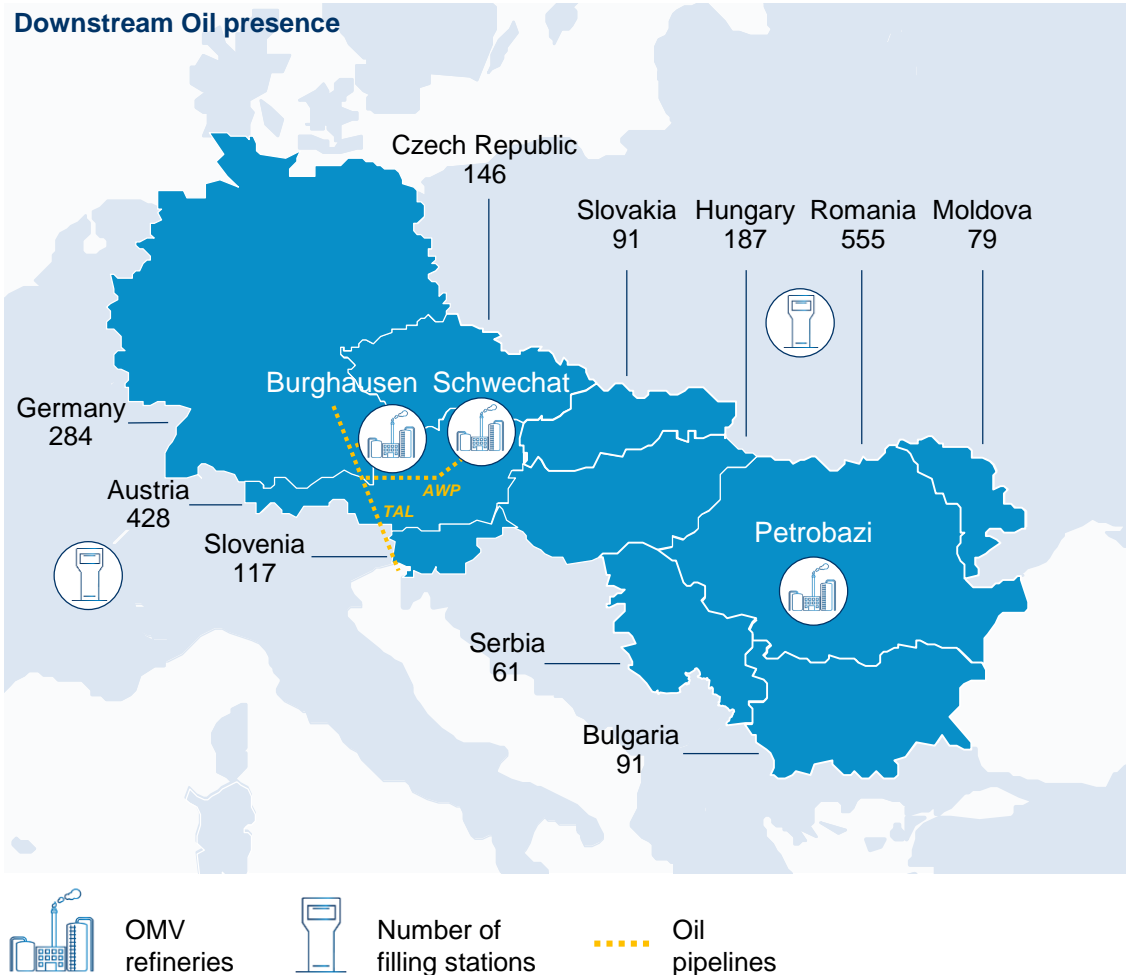 Downstream Oil presence
Czech Republic
146
Slovakia
91
Hungary
187
Romania
555
Moldova
79
Burghausen
Schwechat
Germany
284
Austria
428
AWP
TAL
Slovenia
117
Petrobazi
Serbia
61
Bulgaria
91
OMV
refineries
Number of
filling stations
Oil
pipelines